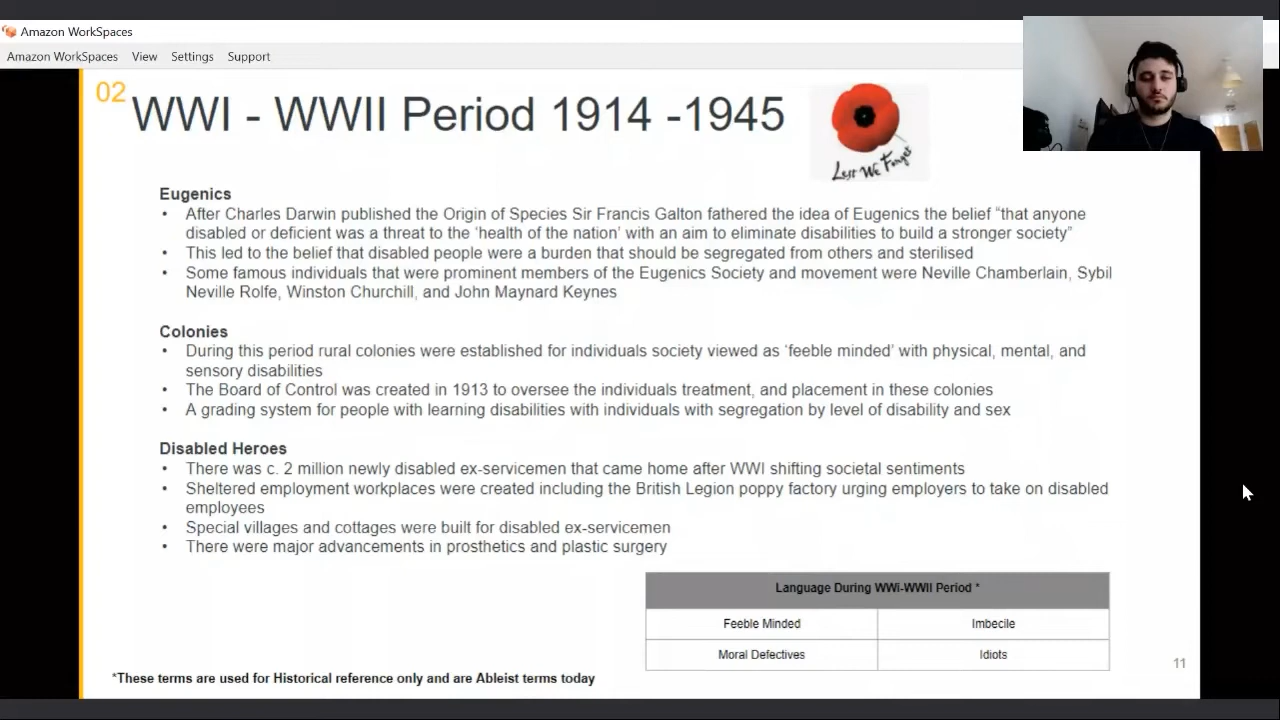 Amazon WorkSpaces
Amazon WorkSpaces View Settings Support
02
WWI - WWII Period 1914 -1945
Lest We Forget
Eugenics
• After Charles Darwin published the Origin of Species Sir Francis Galton fathered the idea of Eugenics the belief “that anyone
disabled or deficient was a threat to the ‘health of the nation’ with an aim to eliminate disabilities to build a stronger society”
• This led to the belief that disabled people were a burden that should be segregated from others and sterilised
• Some famous individuals that were prominent members of the Eugenics Society and movement were Neville Chamberlain, Sybil
Neville Rolfe, Winston Churchill, and John Maynard Keynes
Colonies
• During this period rural colonies were established for individuals society viewed as ‘feeble minded’ with physical, mental, and
sensory disabilities
• The Board of Control was created in 1913 to oversee the individuals treatment, and placement in these colonies
• A grading system for people with learning disabilities with individuals with segregation by level of disability and sex
Disabled Heroes
• There was c. 2 million newly disabled ex-servicemen that came home after WWI shifting societal sentiments
• Sheltered employment workplaces were created including the British Legion poppy factory urging employers to take on disabled
employees
• Special villages and cottages were built for disabled ex-servicemen
• There were major advancements in prosthetics and plastic surgery
Language During WWi-WWII Period *
Feeble Minded Imbecile
Moral Defectives Idiots
11
*These terms are used for Historical reference only and are Ableist terms today